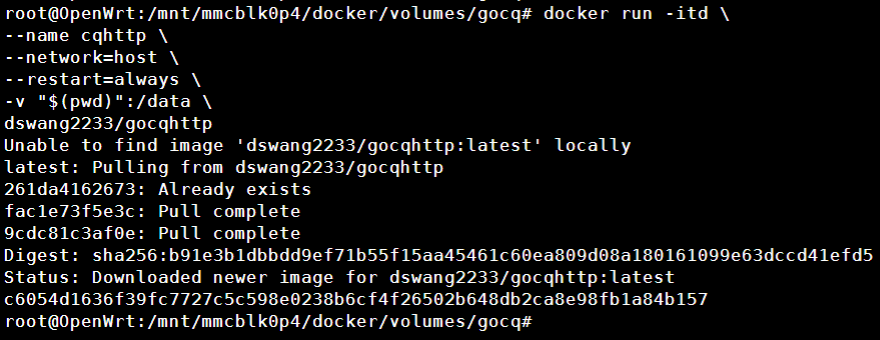 root@OpenWrt:/mnt/mmcblk0p4/docker/volumes/gocq# docker run -itd \
--name cqhttp \
--network=host \
--restart=always \
-v "$(pwd)":/data \
dswang2233/gocqhttp
Unable to find image 'dswang2233/gocqhttp:latest' locally
latest: Pulling from dswang2233/gocqhttp
261da4162673: Already exists
fac1e73f5e3c: Pull complete
9cdc81c3af0e: Pull complete
Digest: sha256:b91e3b1dbbdd9ef71b55f15aa45461c60ea809d08a180161099e63dccd41efd5
Status: Downloaded newer image for dswang2233/gocqhttp:latest
c6054d1636f39fc7727c5c598e0238b6cf4f26502b648db2ca8e98fb1a84b157
root@OpenWrt:/mnt/mmcblk0p4/docker/volumes/gocq#